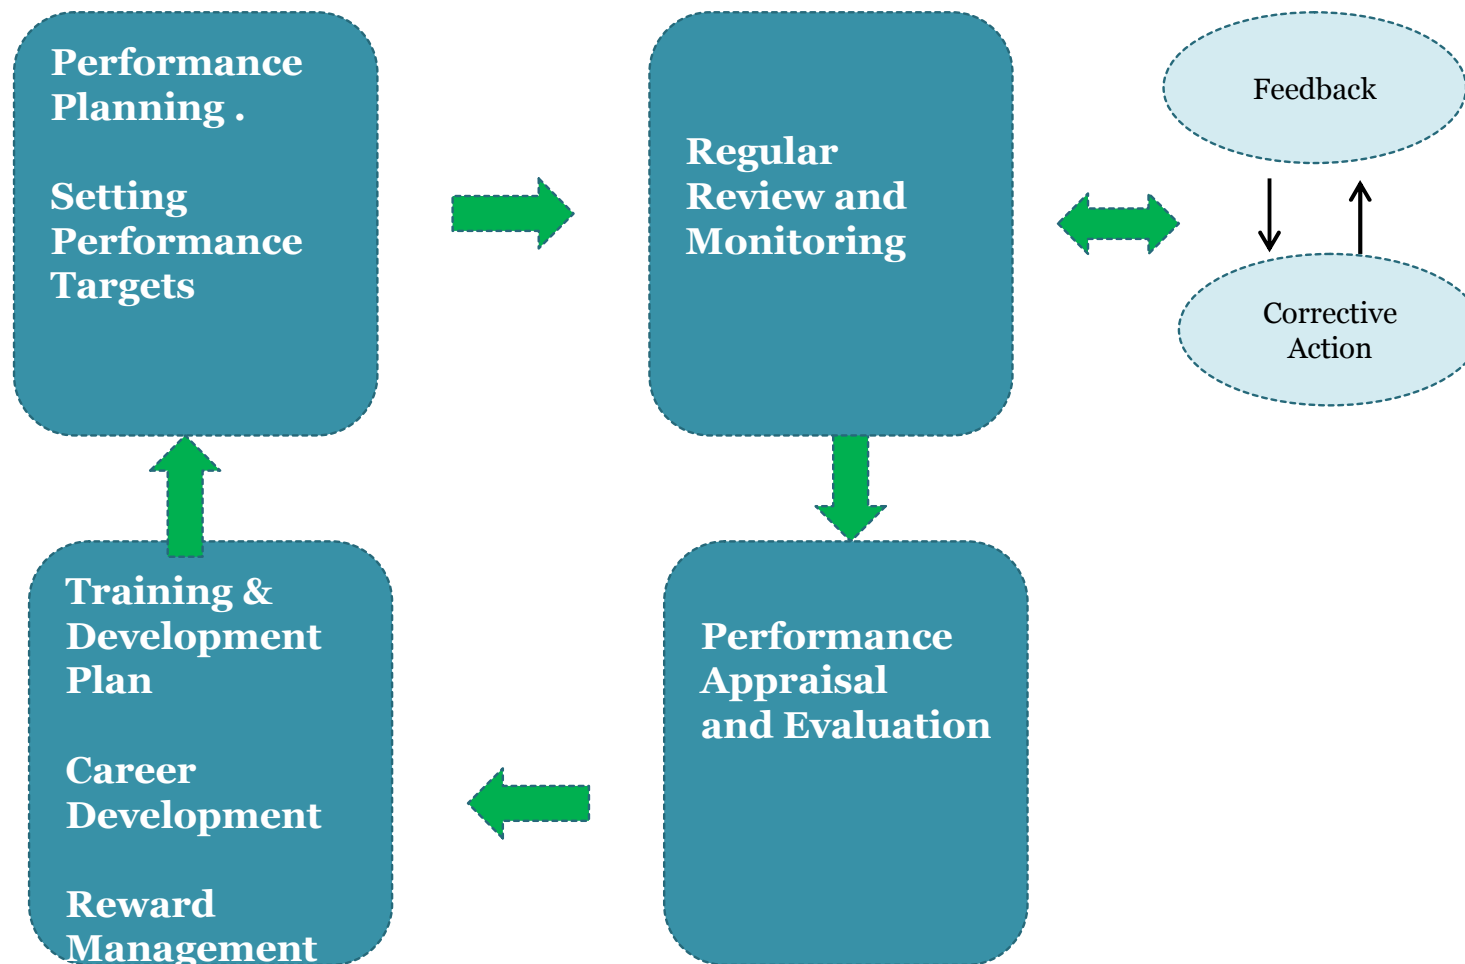 Performance
Planning .
Setting
Performance
Targets
Regular
Review and
Monitoring
Feedback
Corrective
Action
Training &
Development
Plan
Career
Development
Reward
Management
Performance
Appraisal
and Evaluation